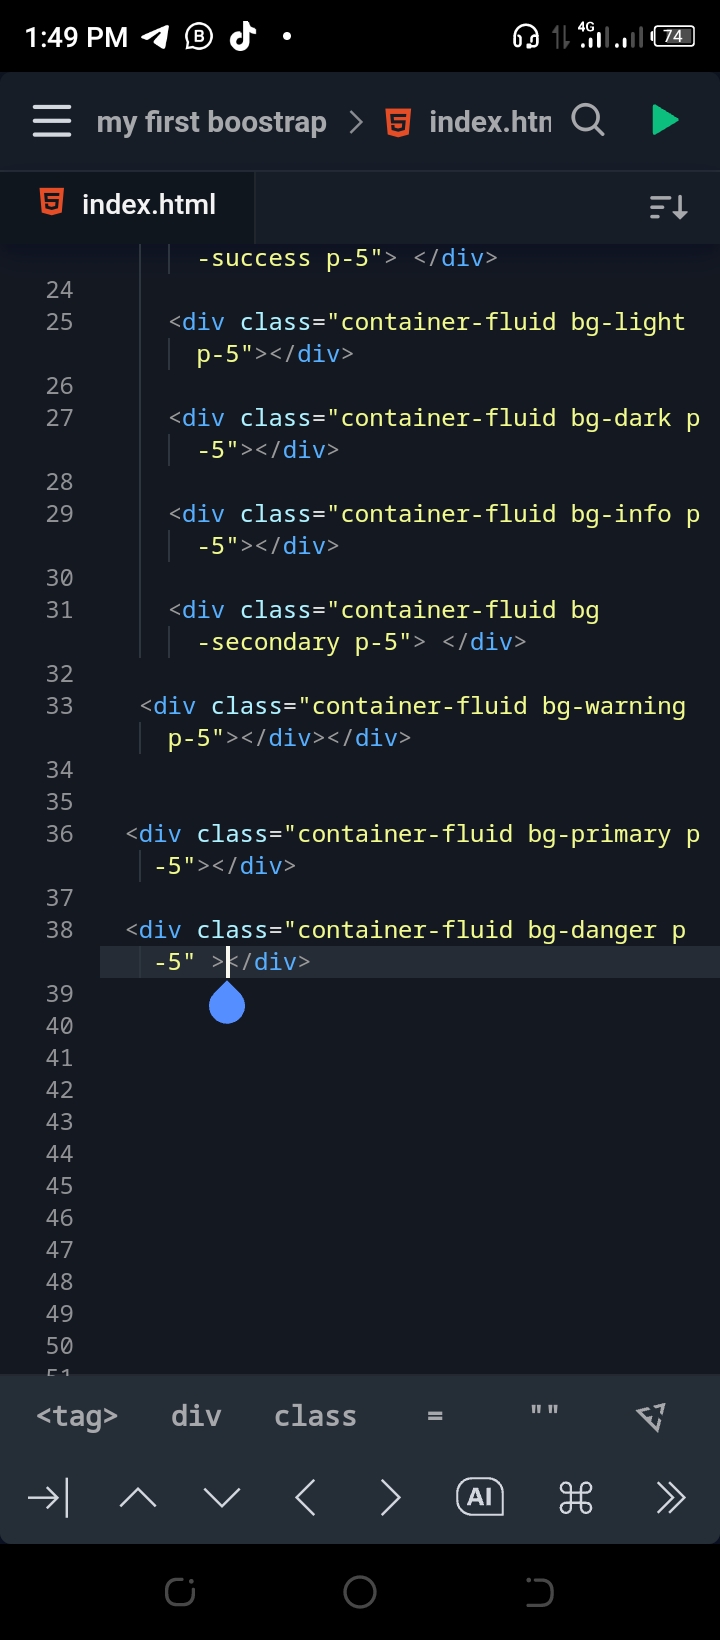 1:49 PM B 4G 74
my first boostrap > index.htn
index.html
-success p-5"> </div>
24
25 <div class="container-fluid bg-light
p-5"></div>
26
27 <div class="container-fluid bg-dark p
-5"></div>
28
29 <div class="container-fluid bg-info p
-5"></div>
30
31 <div class="container-fluid bg
-secondary p-5"> </div>
32
33 <div class="container-fluid bg-warning
p-5"></div></div>
34
35
36 <div class="container-fluid bg-primary p
-5"></div>
37
38 <div class="container-fluid bg-danger p
-5" ></div>
39
40
41
42
43
44
45
46
47
48
49
50
51
<tag> div class = ""
AI